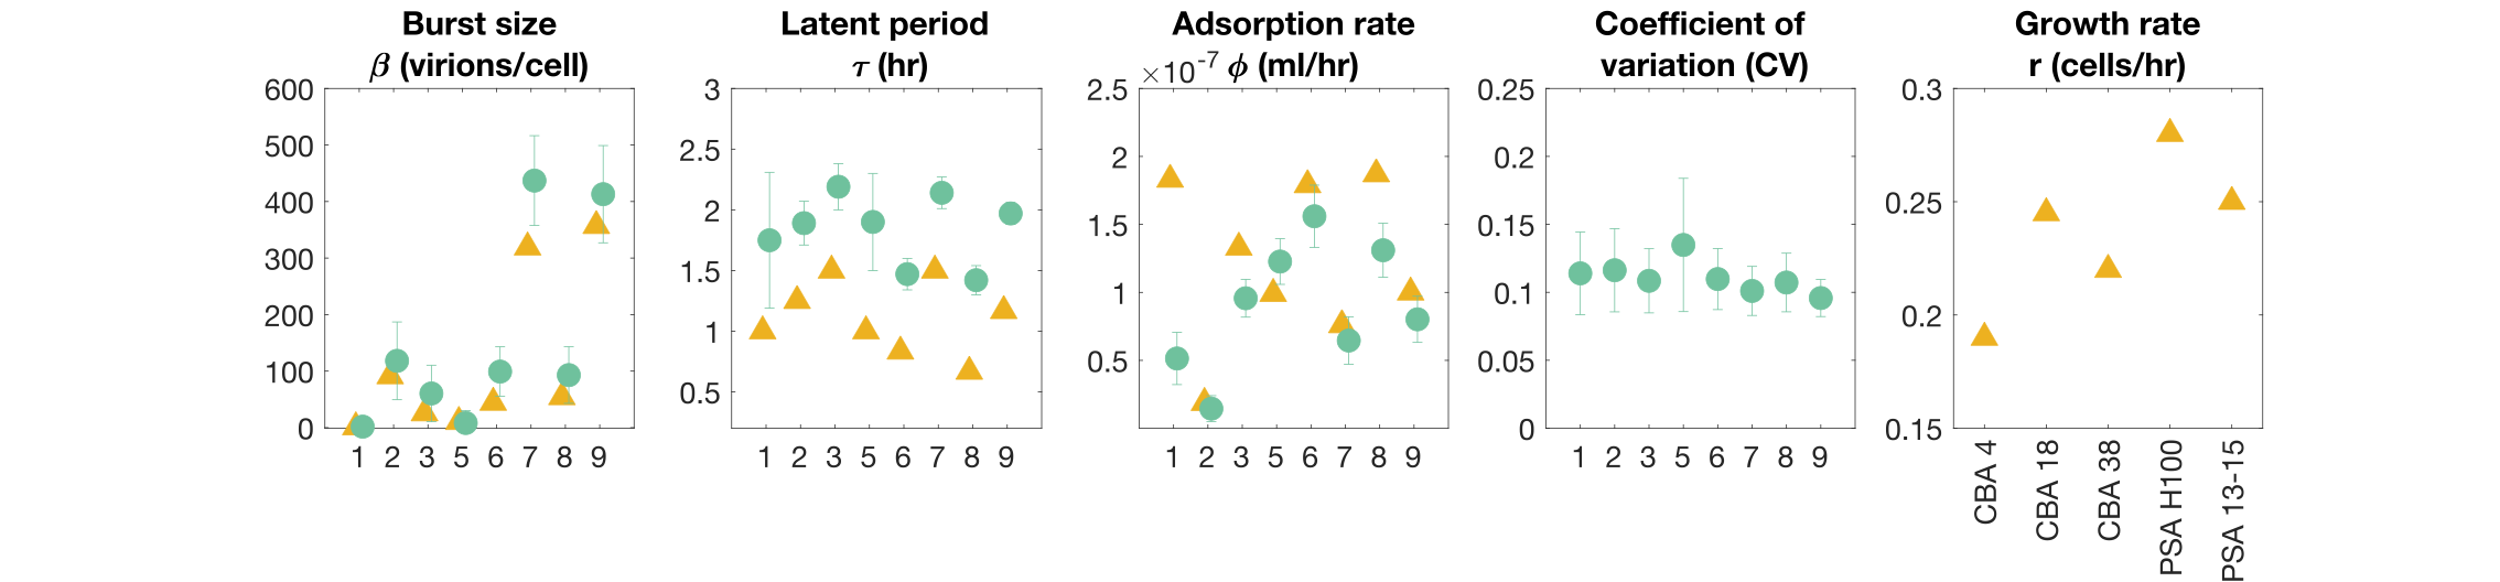 Burst size
β (virions/cell)
600
500
400
300
200
100
0
1 2 3 5 6 7 8 9
Latent period
τ (hr)
3
2.5
2
1.5
1
0.5
1 2 3 5 6 7 8 9
Adsorption rate
×10⁻⁷ ϕ (ml/hr)
2.5
2
1.5
1
0.5
1 2 3 5 6 7 8 9
Coefficient of
variation (CV)
0.25
0.2
0.15
0.1
0.05
0
1 2 3 5 6 7 8 9
Growth rate
r (cells/hr)
0.3
0.25
0.2
0.15
CBA 4
CBA 18
CBA 38
PSA H100
PSA 13-15